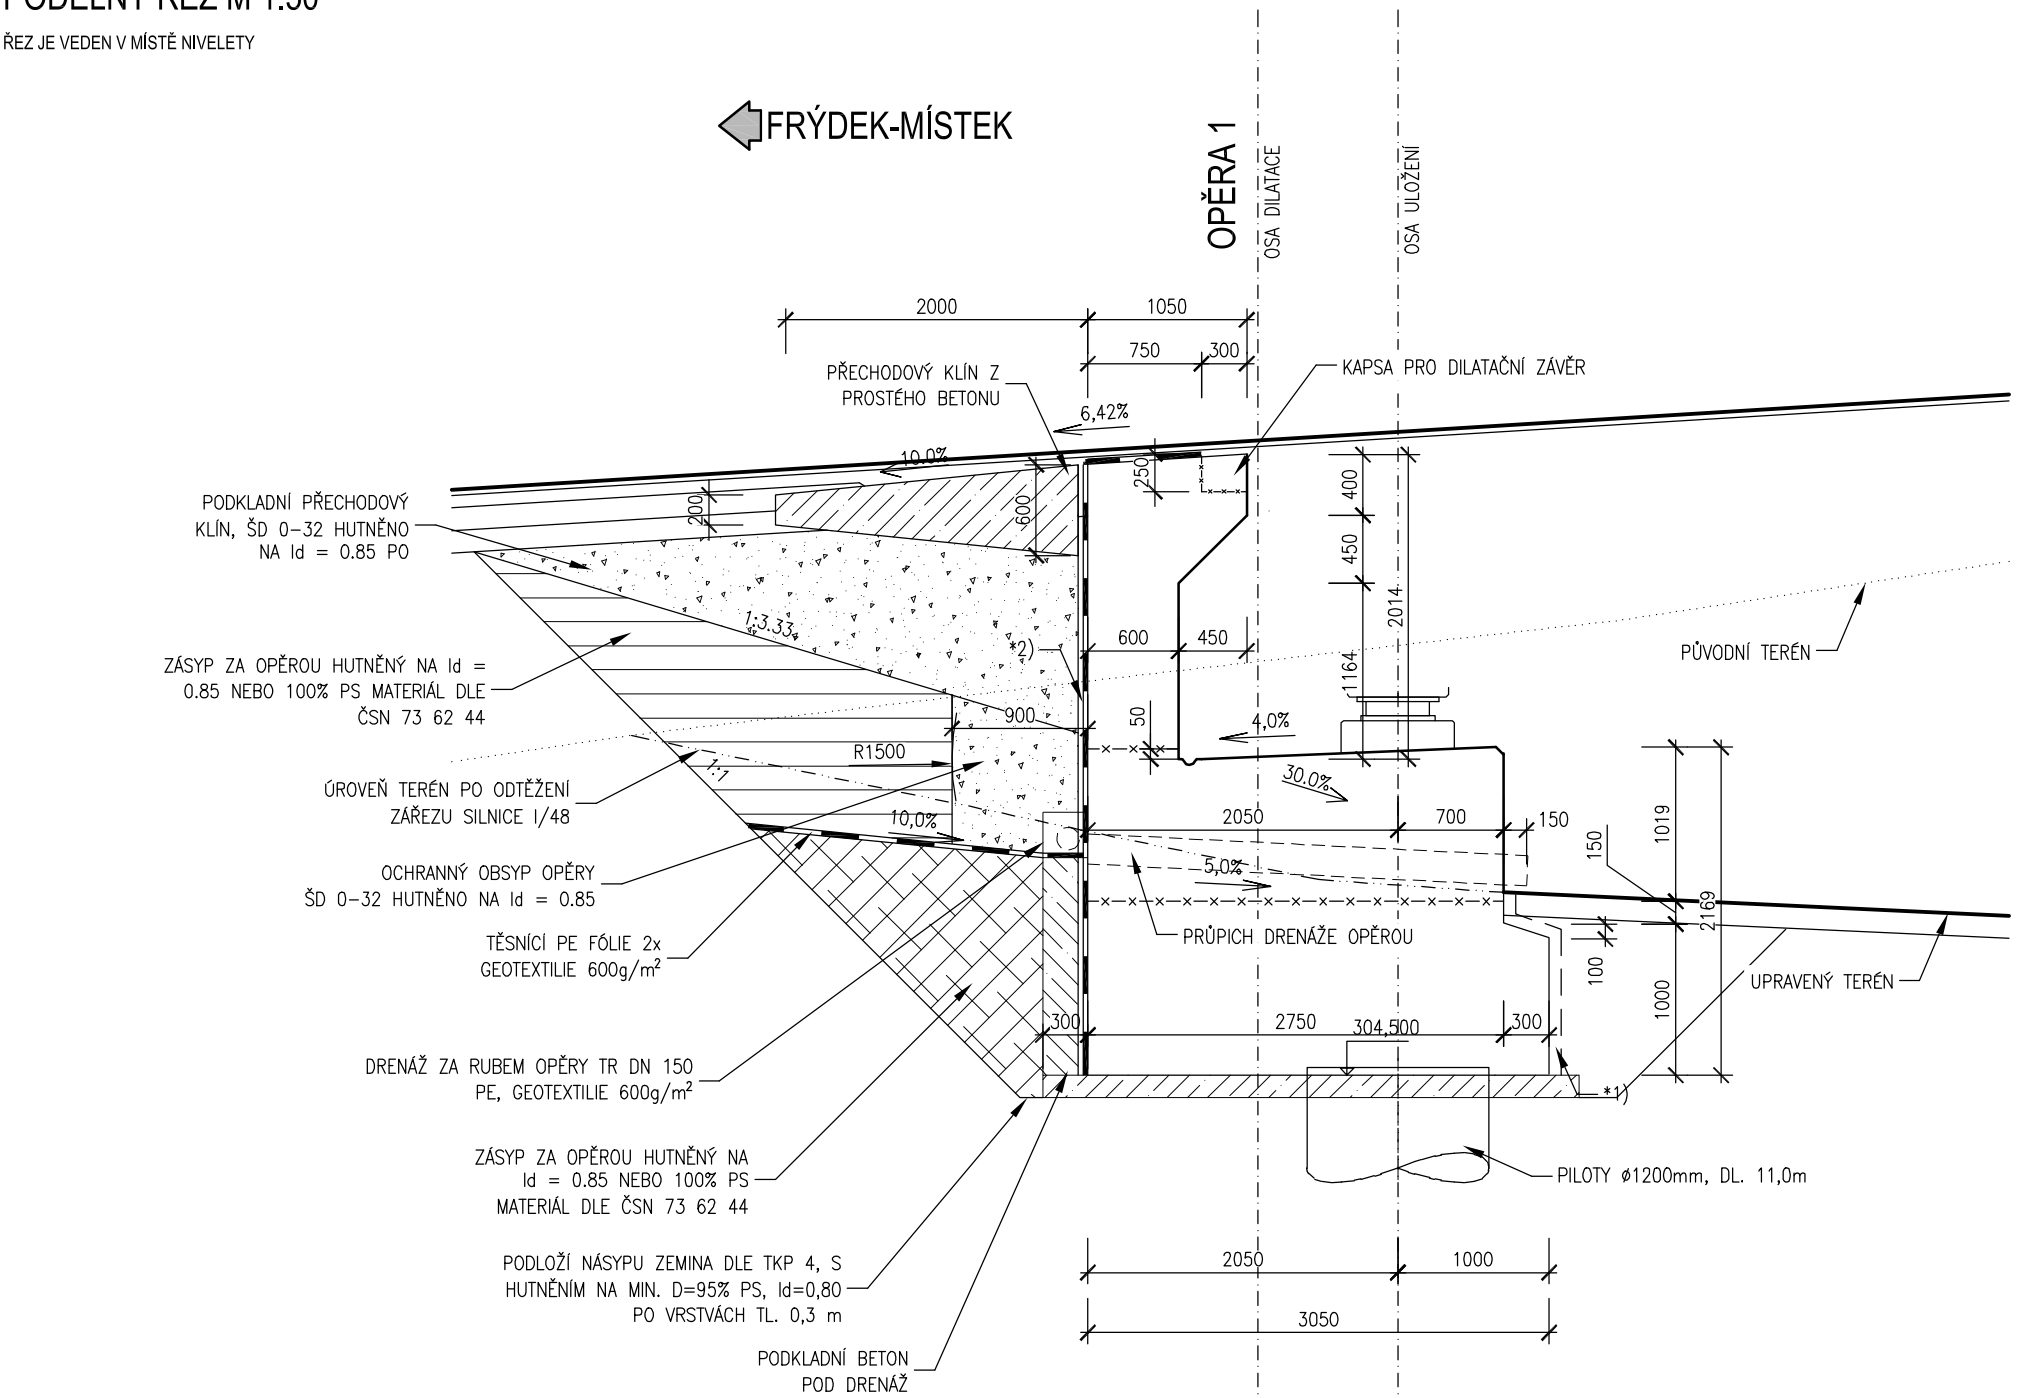 PODÉLNÝ ŘEZ M 1:50
ŘEZ JE VEDEN V MÍSTĚ NIVELETY
FRÝDEK-MÍSTEK
OPĚRA 1
OSA DILATACE
OSA ULOŽENÍ
2000
1050
750
300
PŘECHODOVÝ KLÍN Z
PROSTÉHO BETONU
KAPSA PRO DILATAČNÍ ZÁVĚR
6,42%
10.0%
250
400
200
600
450
PODKLADNÍ PŘECHODOVÝ
KLÍN, ŠD 0-32 HUTNĚNO
NA Id = 0.85 PO
2014
1:3.33
*2)
600
450
1164
PŮVODNÍ TERÉN
ZÁSYP ZA OPĚROU HUTNĚNÝ NA Id =
0.85 NEBO 100% PS MATERIÁL DLE
ČSN 73 62 44
900
50
4,0%
R1500
1:1
30.0%
ÚROVEŇ TERÉN PO ODTĚŽENÍ
ZÁŘEZU SILNICE I/48
10,0%
2050
700
150
150
1019
5,0%
OCHRANNÝ OBSYP OPĚRY
ŠD 0-32 HUTNĚNO NA Id = 0.85
2169
PRŮPICH DRENÁŽE OPĚROU
TĚSNÍCÍ PE FÓLIE 2x
GEOTEXTILIE 600g/m²
100
UPRAVENÝ TERÉN
1000
300
2750
304,500
300
DRENÁŽ ZA RUBEM OPĚRY TR DN 150
PE, GEOTEXTILIE 600g/m²
*1)
ZÁSYP ZA OPĚROU HUTNĚNÝ NA
Id = 0.85 NEBO 100% PS
MATERIÁL DLE ČSN 73 62 44
PILOTY ø1200mm, DL. 11,0m
PODLOŽÍ NÁSYPU ZEMINA DLE TKP 4, S
HUTNĚNÍM NA MIN. D=95% PS, Id=0,80
PO VRSTVÁCH TL. 0,3 m
2050
1000
3050
PODKLADNÍ BETON
POD DRENÁŽ